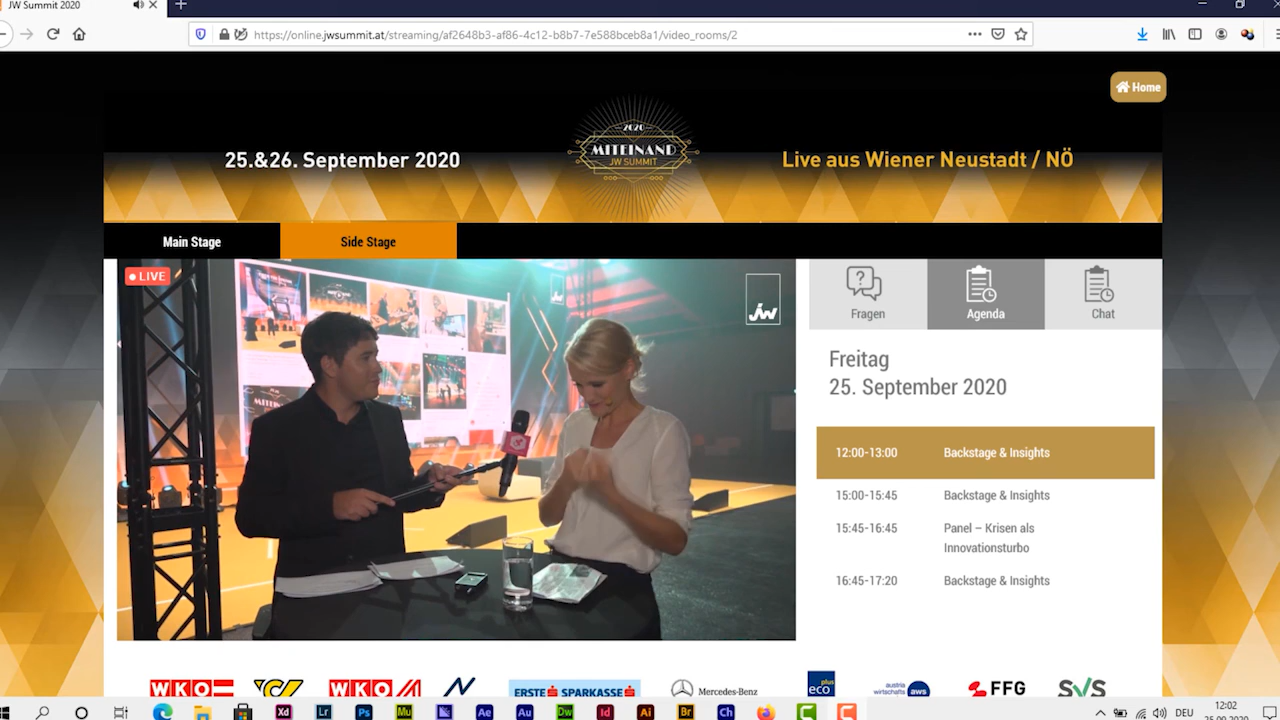 JW Summit 2020
https://online.jwsummit.at/streaming/af2648b3-af86-4c12-b8b7-7e588bceb8a1/video_rooms/2
Home
25.&26. September 2020
2020
MITEINAND
JW SUMMIT
Live aus Wiener Neustadt / NÖ
Main Stage
Side Stage
LIVE
jw
Fragen
Agenda
Chat
Freitag
25. September 2020
12:00-13:00 Backstage & Insights
15:00-15:45 Backstage & Insights
15:45-16:45 Panel – Krisen als
Innovationsturbo
16:45-17:20 Backstage & Insights
MITEINAND
WKO
WKO
ERSTE SPARKASSE
Mercedes-Benz
eco plus
austria
wirtschafts aws
FFG
SVS
Xd Lr Ps Mu Ae Au Dw Id Ai Br Ch
DEU
12:02
25.09.2020